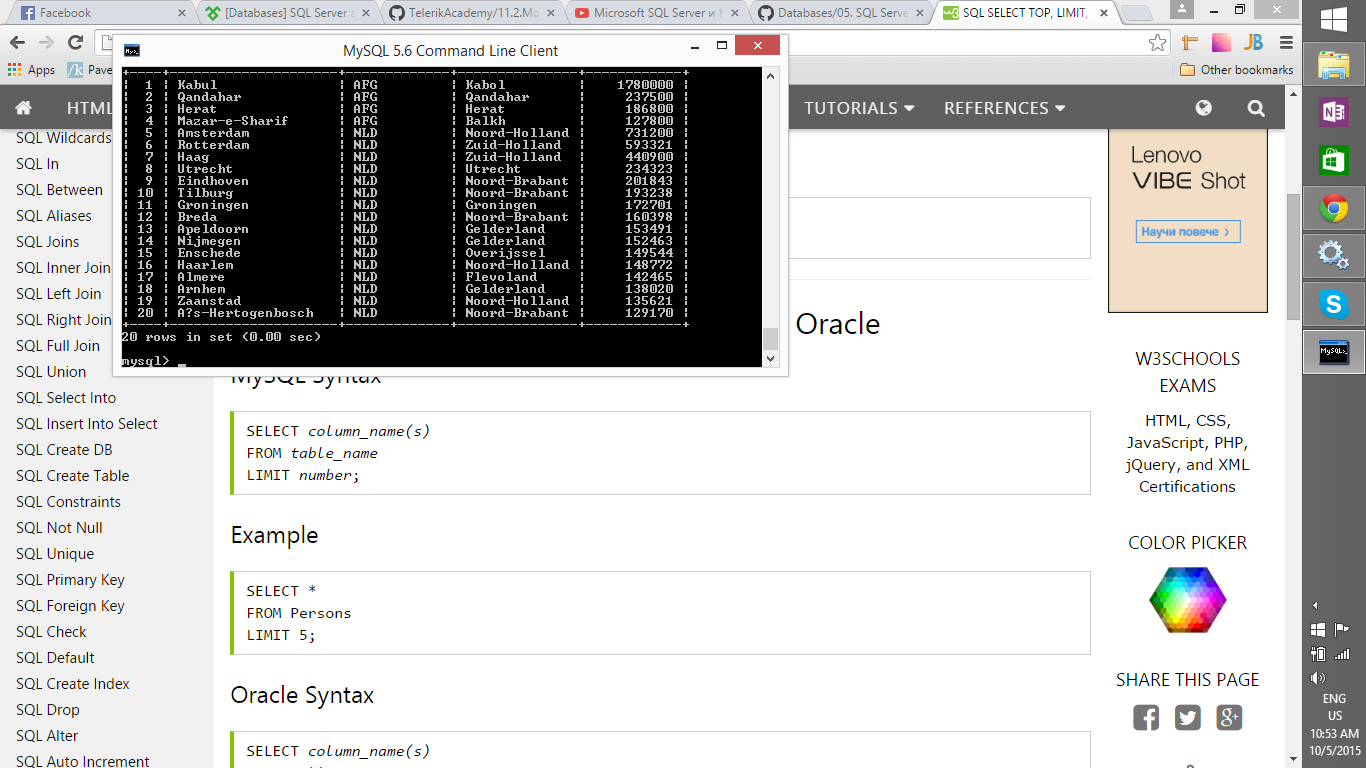 Facebook
[Databases] SQL Server a
TelerikAcademy/11.2.Mo
Microsoft SQL Server и М
Databases/05. SQL Serve
SQL SELECT TOP, LIMIT,
Apps
Pave
Other bookmarks
MySQL 5.6 Command Line Client
HTML
TUTORIALS
REFERENCES
| 1 | Kabul | AFG | Kabol | 1780000 |
| 2 | Qandahar | AFG | Qandahar | 237500 |
| 3 | Herat | AFG | Herat | 186800 |
| 4 | Mazar-e-Sharif | AFG | Balkh | 127800 |
| 5 | Amsterdam | NLD | Noord-Holland | 731200 |
| 6 | Rotterdam | NLD | Zuid-Holland | 593321 |
| 7 | Haag | NLD | Zuid-Holland | 440900 |
| 8 | Utrecht | NLD | Utrecht | 234323 |
| 9 | Eindhoven | NLD | Noord-Brabant | 201843 |
| 10 | Tilburg | NLD | Noord-Brabant | 193238 |
| 11 | Groningen | NLD | Groningen | 172701 |
| 12 | Breda | NLD | Noord-Brabant | 160398 |
| 13 | Apeldoorn | NLD | Gelderland | 153491 |
| 14 | Nijmegen | NLD | Gelderland | 152463 |
| 15 | Enschede | NLD | Overijssel | 149544 |
| 16 | Haarlem | NLD | Noord-Holland | 148772 |
| 17 | Almere | NLD | Flevoland | 142465 |
| 18 | Arnhem | NLD | Gelderland | 138020 |
| 19 | Zaanstad | NLD | Noord-Holland | 135621 |
| 20 | A?s-Hertogenbosch | NLD | Noord-Brabant | 129170 |
20 rows in set (0.00 sec)
mysql> _
SQL Wildcards
SQL In
SQL Between
SQL Aliases
SQL Joins
SQL Inner Join
SQL Left Join
SQL Right Join
SQL Full Join
SQL Union
SQL Select Into
SQL Insert Into Select
SQL Create DB
SQL Create Table
SQL Constraints
SQL Not Null
SQL Unique
SQL Primary Key
SQL Foreign Key
SQL Check
SQL Default
SQL Create Index
SQL Drop
SQL Alter
SQL Auto Increment
Oracle
MySQL Syntax
SELECT column_name(s)
FROM table_name
LIMIT number;
Example
SELECT *
FROM Persons
LIMIT 5;
Oracle Syntax
SELECT column_name(s)
Lenovo
VIBE Shot
Научи повече >
W3SCHOOLS
EXAMS
HTML, CSS,
JavaScript, PHP,
jQuery, and XML
Certifications
COLOR PICKER
SHARE THIS PAGE
ENG
US
10:53 AM
10/5/2015